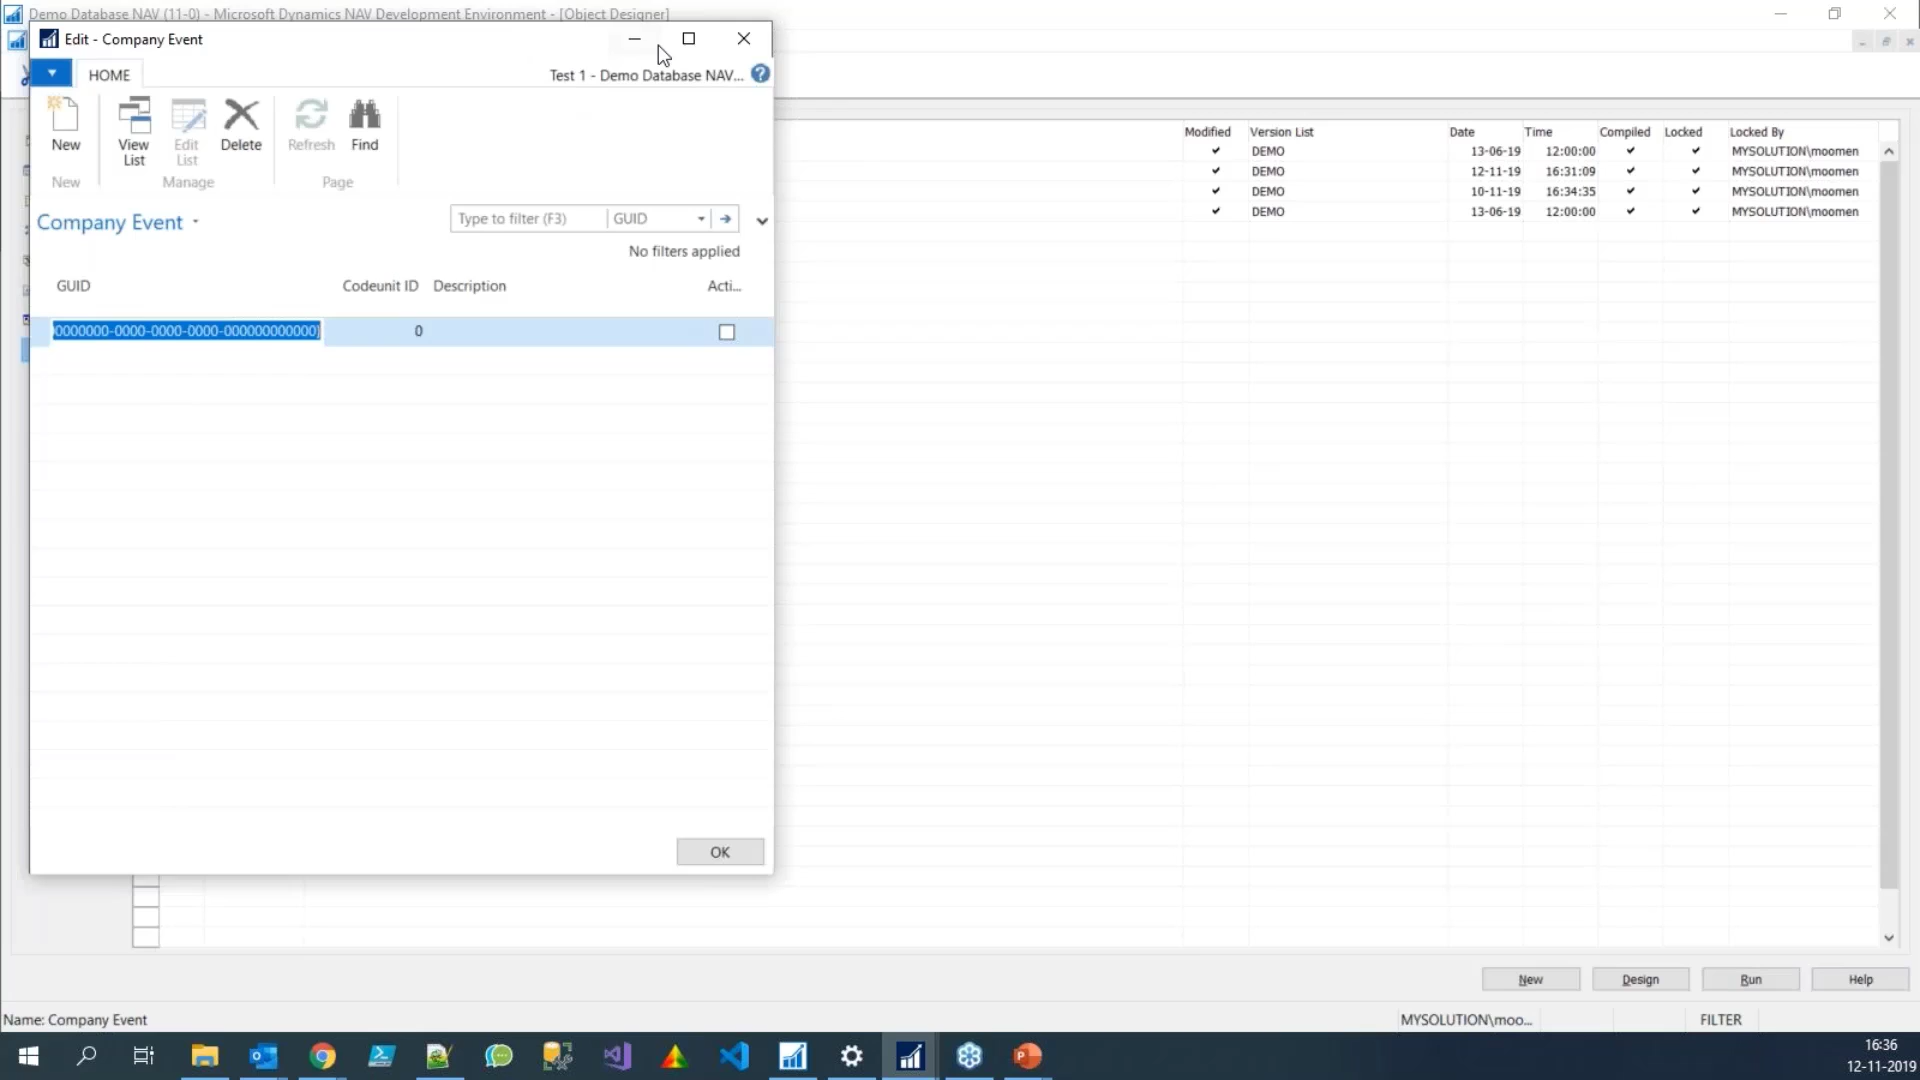 Demo Database NAV (11-0) - Microsoft Dynamics NAV Development Environment - [Object Designer]
Edit - Company Event
HOME
Test 1 - Demo Database NAV...
New
View List
Edit List
Delete
Refresh
Find
New
Manage
Page
Company Event
Type to filter (F3)
GUID
No filters applied
GUID Codeunit ID Description Acti...
0000000-0000-0000-0000-000000000000} 0
OK
Modified Version List Date Time Compiled Locked Locked By
DEMO 13-06-19 12:00:00 MYSOLUTION\moomen
DEMO 12-11-19 16:31:09 MYSOLUTION\moomen
DEMO 10-11-19 16:34:35 MYSOLUTION\moomen
DEMO 13-06-19 12:00:00 MYSOLUTION\moomen
New Design Run Help
Name: Company Event MYSOLUTION\moo... FILTER
16:36
12-11-2019